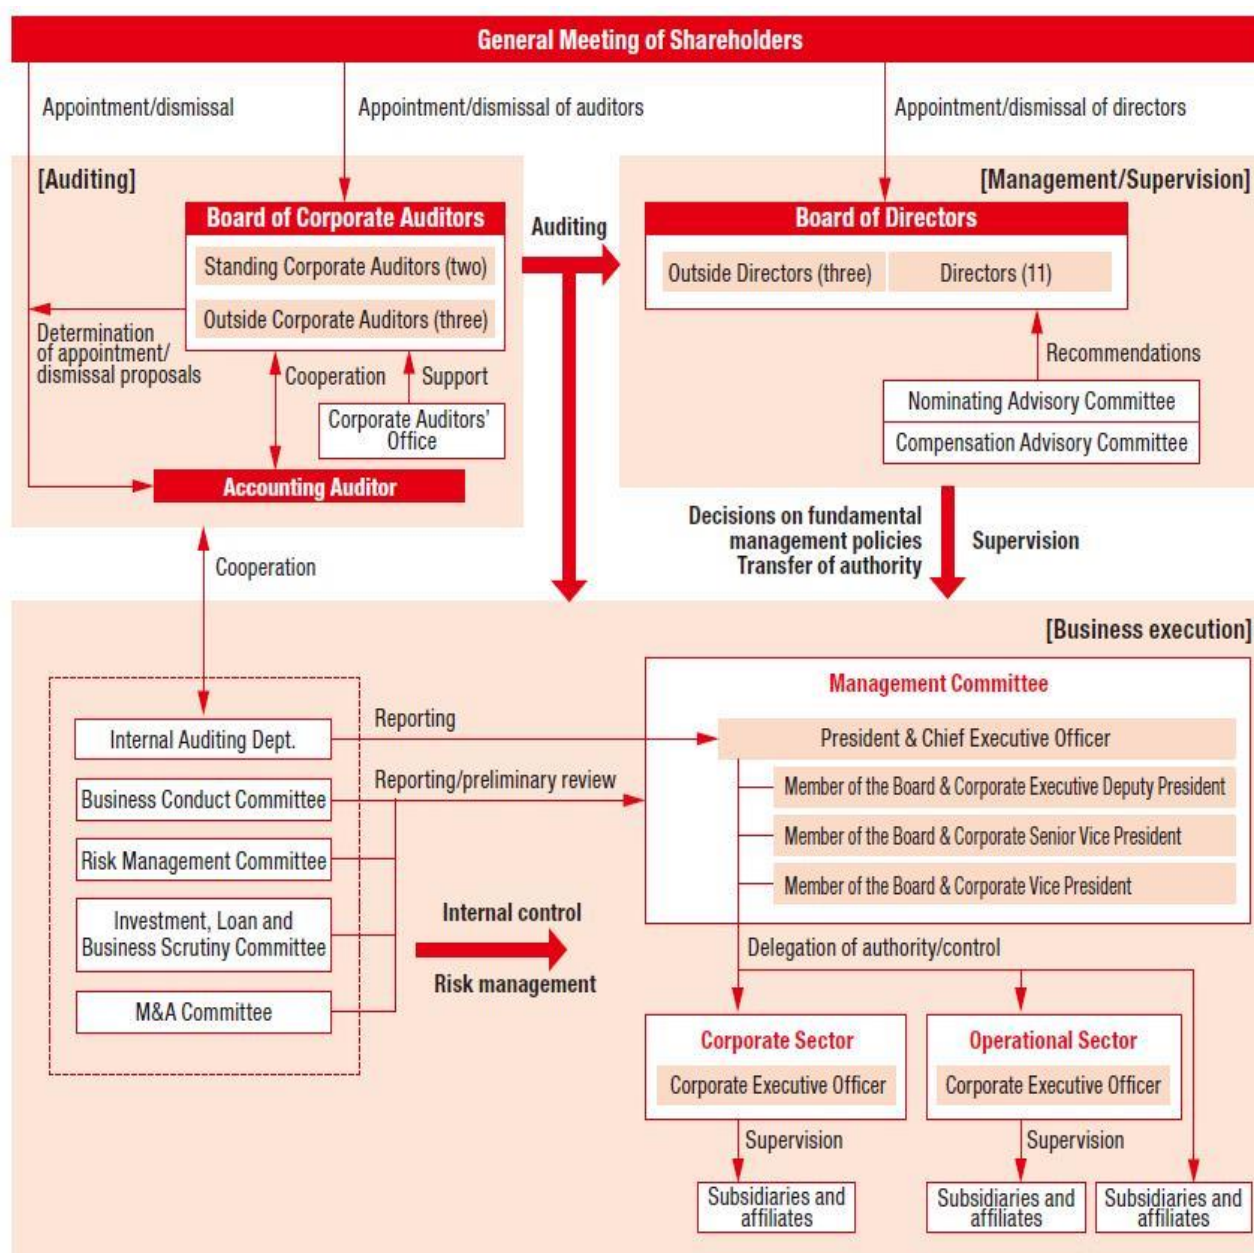 General Meeting of Shareholders
Appointment/dismissal
Appointment/dismissal of auditors
Appointment/dismissal of directors
[Auditing]
Board of Corporate Auditors
Standing Corporate Auditors (two)
Outside Corporate Auditors (three)
Determination
of appointment/
dismissal proposals
Cooperation
Support
Corporate Auditors'
Office
Accounting Auditor
Auditing
[Management/Supervision]
Board of Directors
Outside Directors (three)
Directors (11)
Recommendations
Nominating Advisory Committee
Compensation Advisory Committee
Decisions on fundamental
management policies
Transfer of authority
Supervision
Cooperation
[Business execution]
Internal Auditing Dept.
Business Conduct Committee
Risk Management Committee
Investment, Loan and
Business Scrutiny Committee
M&A Committee
Reporting
Reporting/preliminary review
Internal control
Risk management
Management Committee
President & Chief Executive Officer
Member of the Board & Corporate Executive Deputy President
Member of the Board & Corporate Senior Vice President
Member of the Board & Corporate Vice President
Delegation of authority/control
Corporate Sector
Corporate Executive Officer
Supervision
Subsidiaries and
affiliates
Operational Sector
Corporate Executive Officer
Supervision
Subsidiaries and
affiliates
Subsidiaries and
affiliates